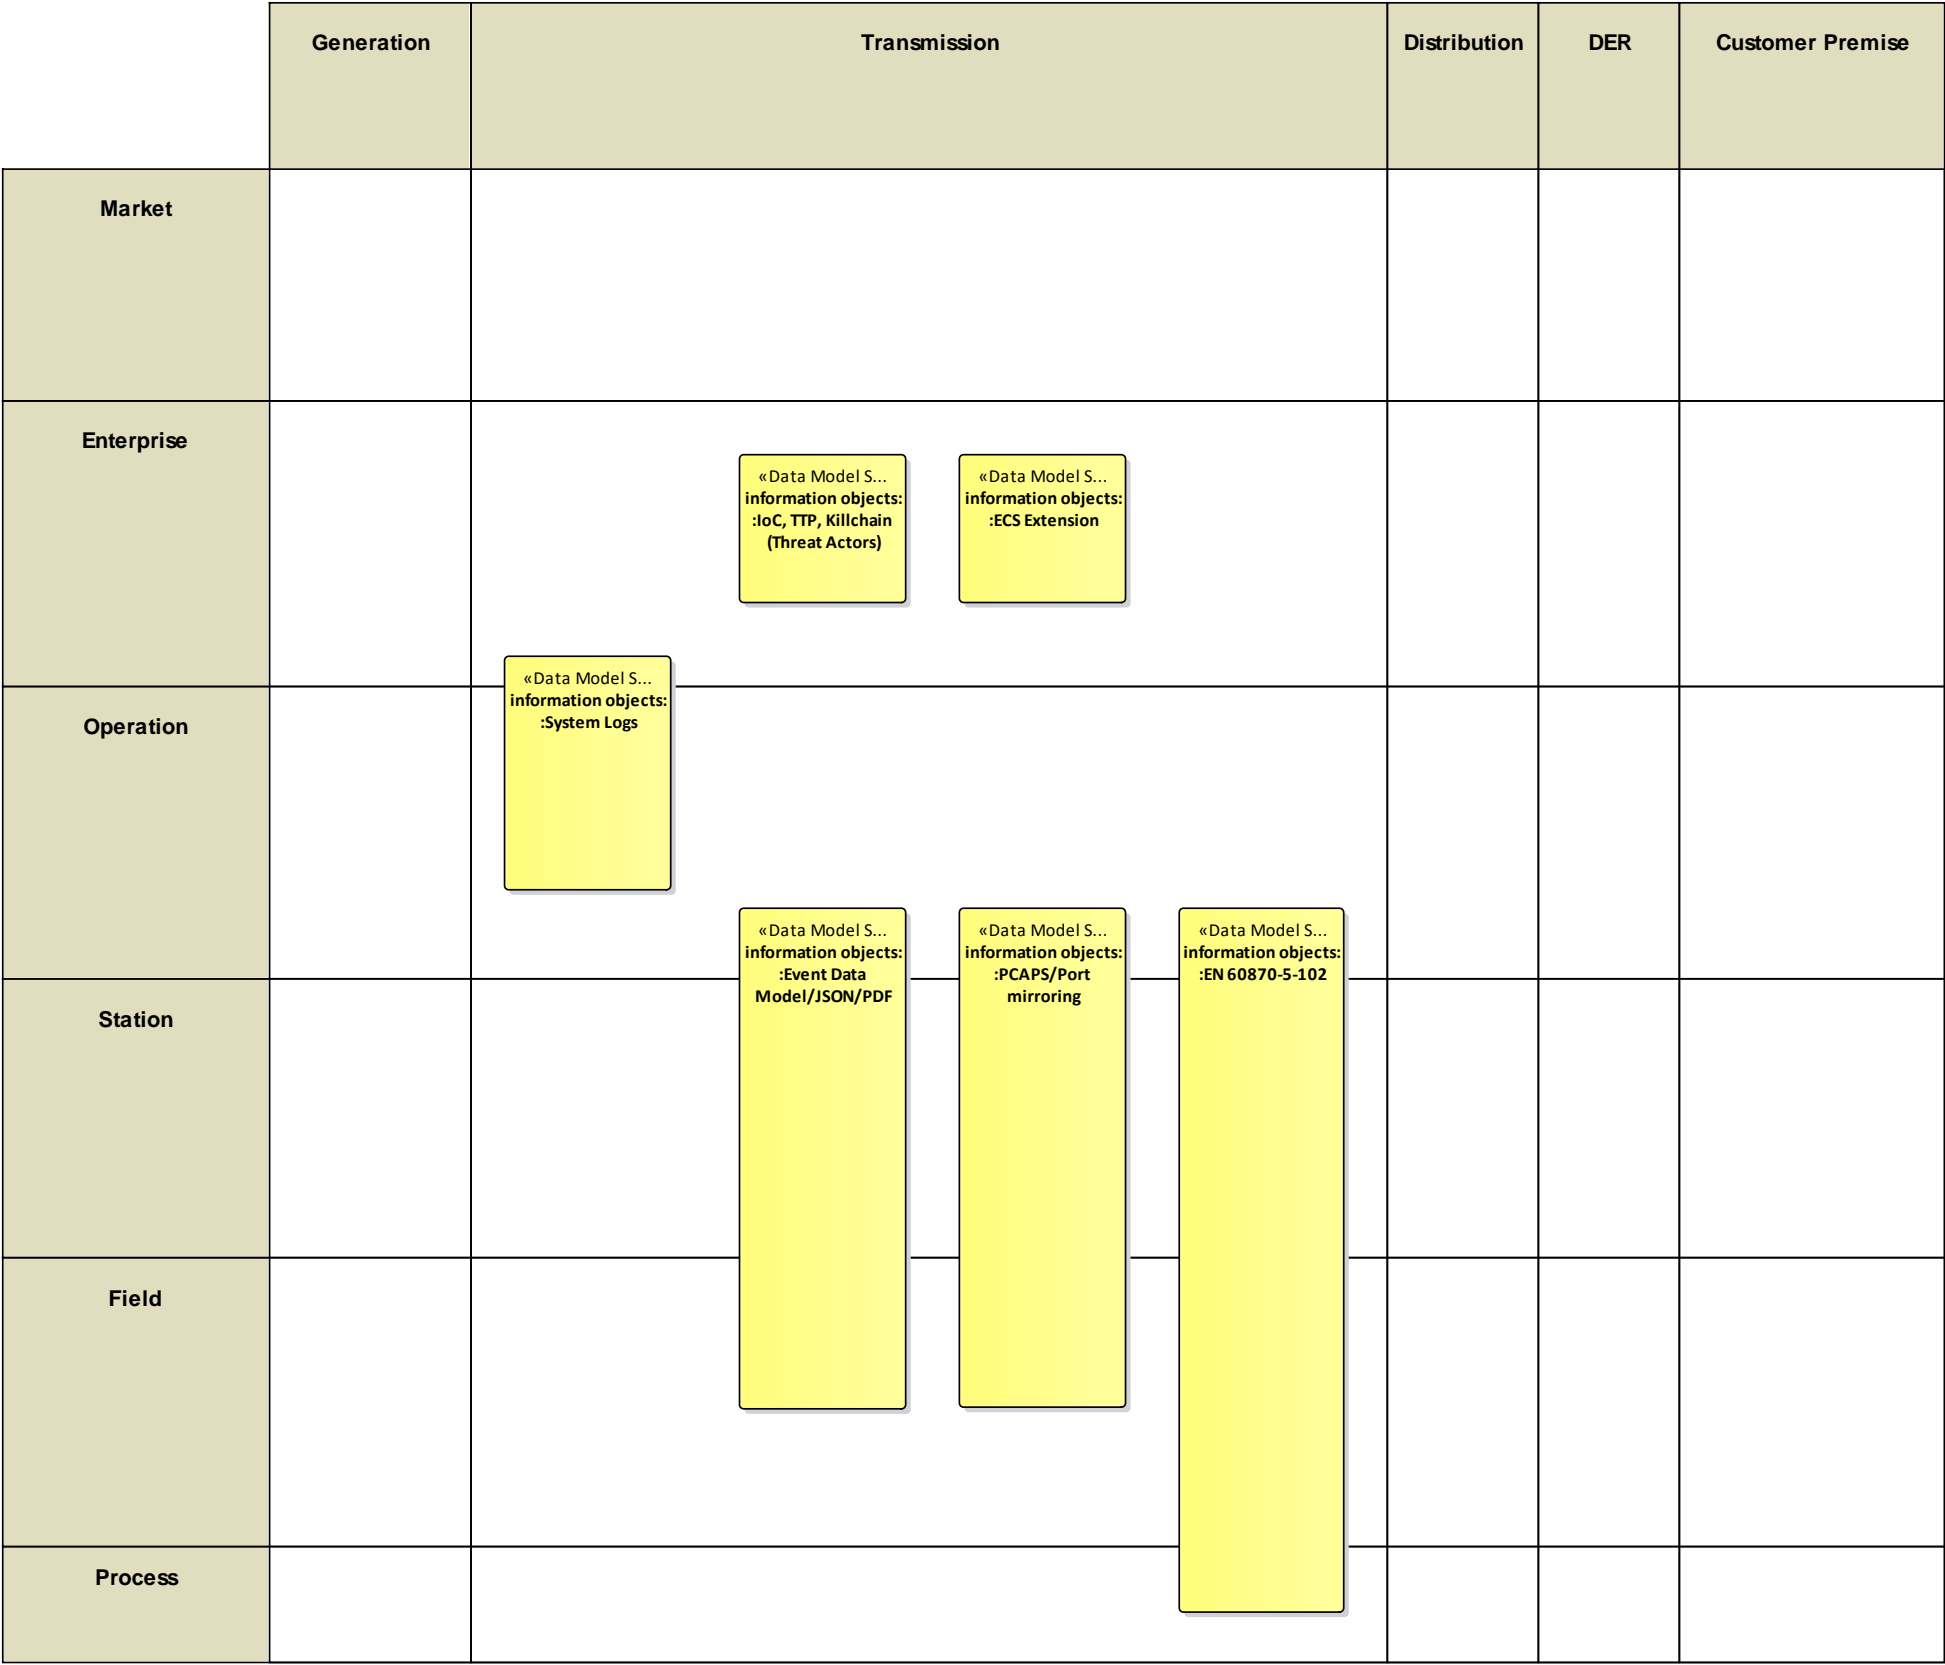 Generation
Transmission
Distribution
DER
Customer Premise
Market
Enterprise
«Data Model S...
information objects:
:IoC, TTP, Killchain
(Threat Actors)
«Data Model S...
information objects:
:ECS Extension
«Data Model S...
information objects:
:System Logs
Operation
«Data Model S...
information objects:
:Event Data
Model/JSON/PDF
«Data Model S...
information objects:
:PCAPS/Port
mirroring
«Data Model S...
information objects:
:EN 60870-5-102
Station
Field
Process